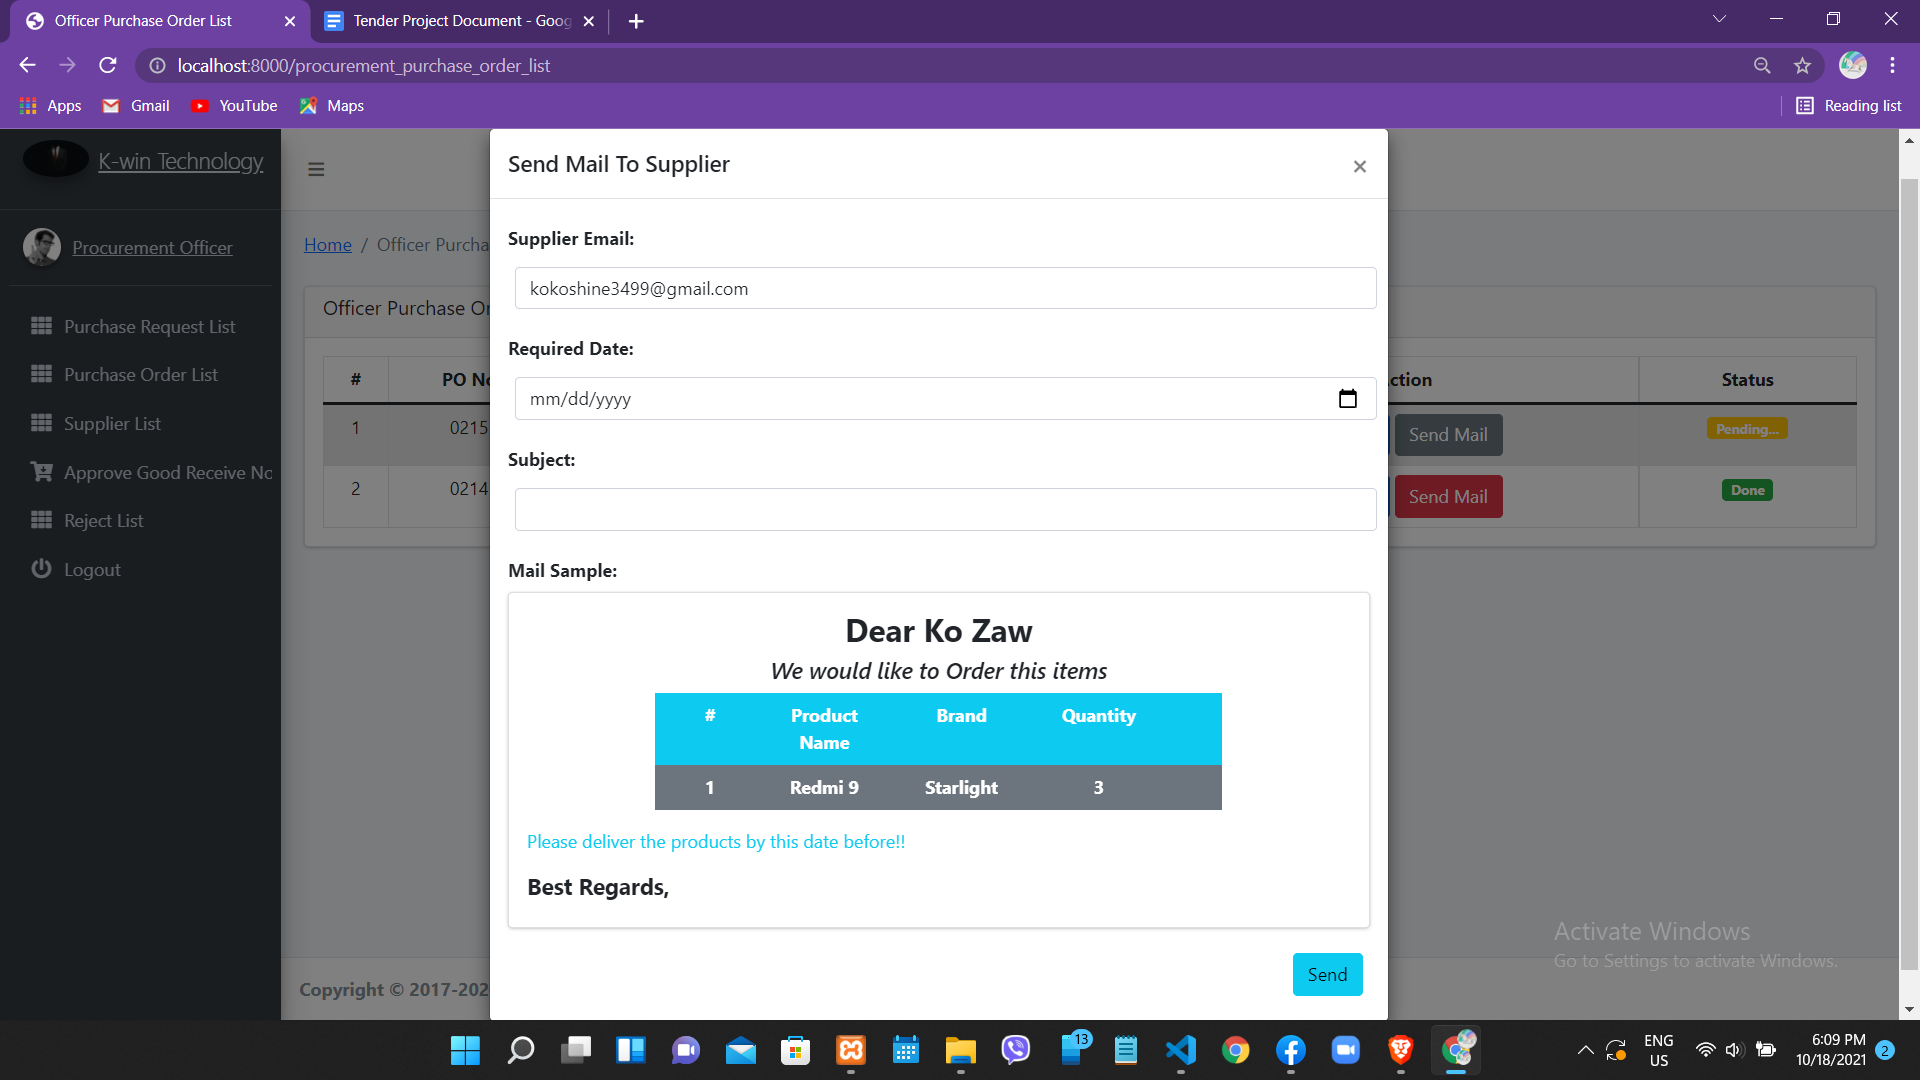 Officer Purchase Order List
Tender Project Document - Goog
localhost:8000/procurement_purchase_order_list
Apps
Gmail
YouTube
Maps
Reading list
K-win Technology
Procurement Officer
Purchase Request List
Purchase Order List
Supplier List
Approve Good Receive No
Reject List
Logout
Home / Officer Purcha
Officer Purchase Or
# PO No
ction Status
1 0215
Send Mail Pending...
2 0214
Send Mail Done
Copyright © 2017-202
Send Mail To Supplier
×
Supplier Email:
kokoshine3499@gmail.com
Required Date:
mm/dd/yyyy
Subject:
Mail Sample:
Dear Ko Zaw
We would like to Order this items
# Product Name Brand Quantity
1 Redmi 9 Starlight 3
Please deliver the products by this date before!!
Best Regards,
Send
Activate Windows
Go to Settings to activate Windows.
13
ENG
US
6:09 PM
10/18/2021
2